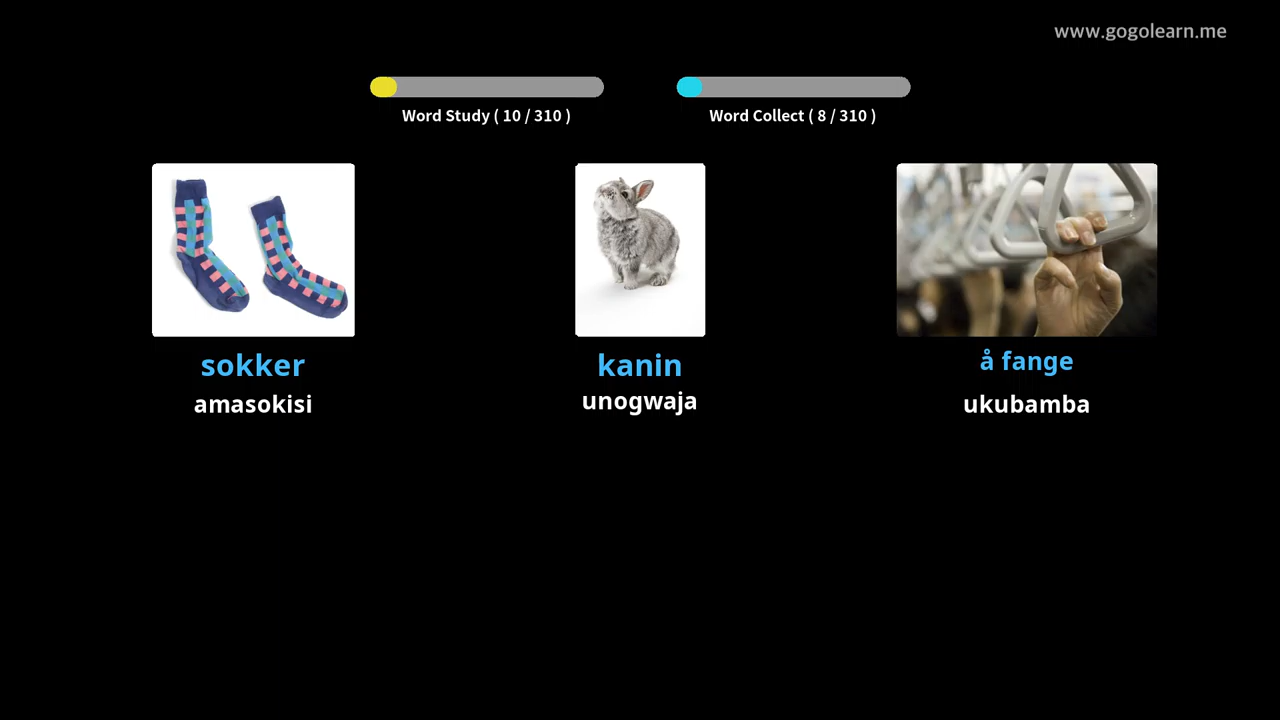 www.gogolearn.me
Word Study ( 10 / 310 )
Word Collect ( 8 / 310 )
sokker
amasokisi
kanin
unogwaja
å fange
ukubamba